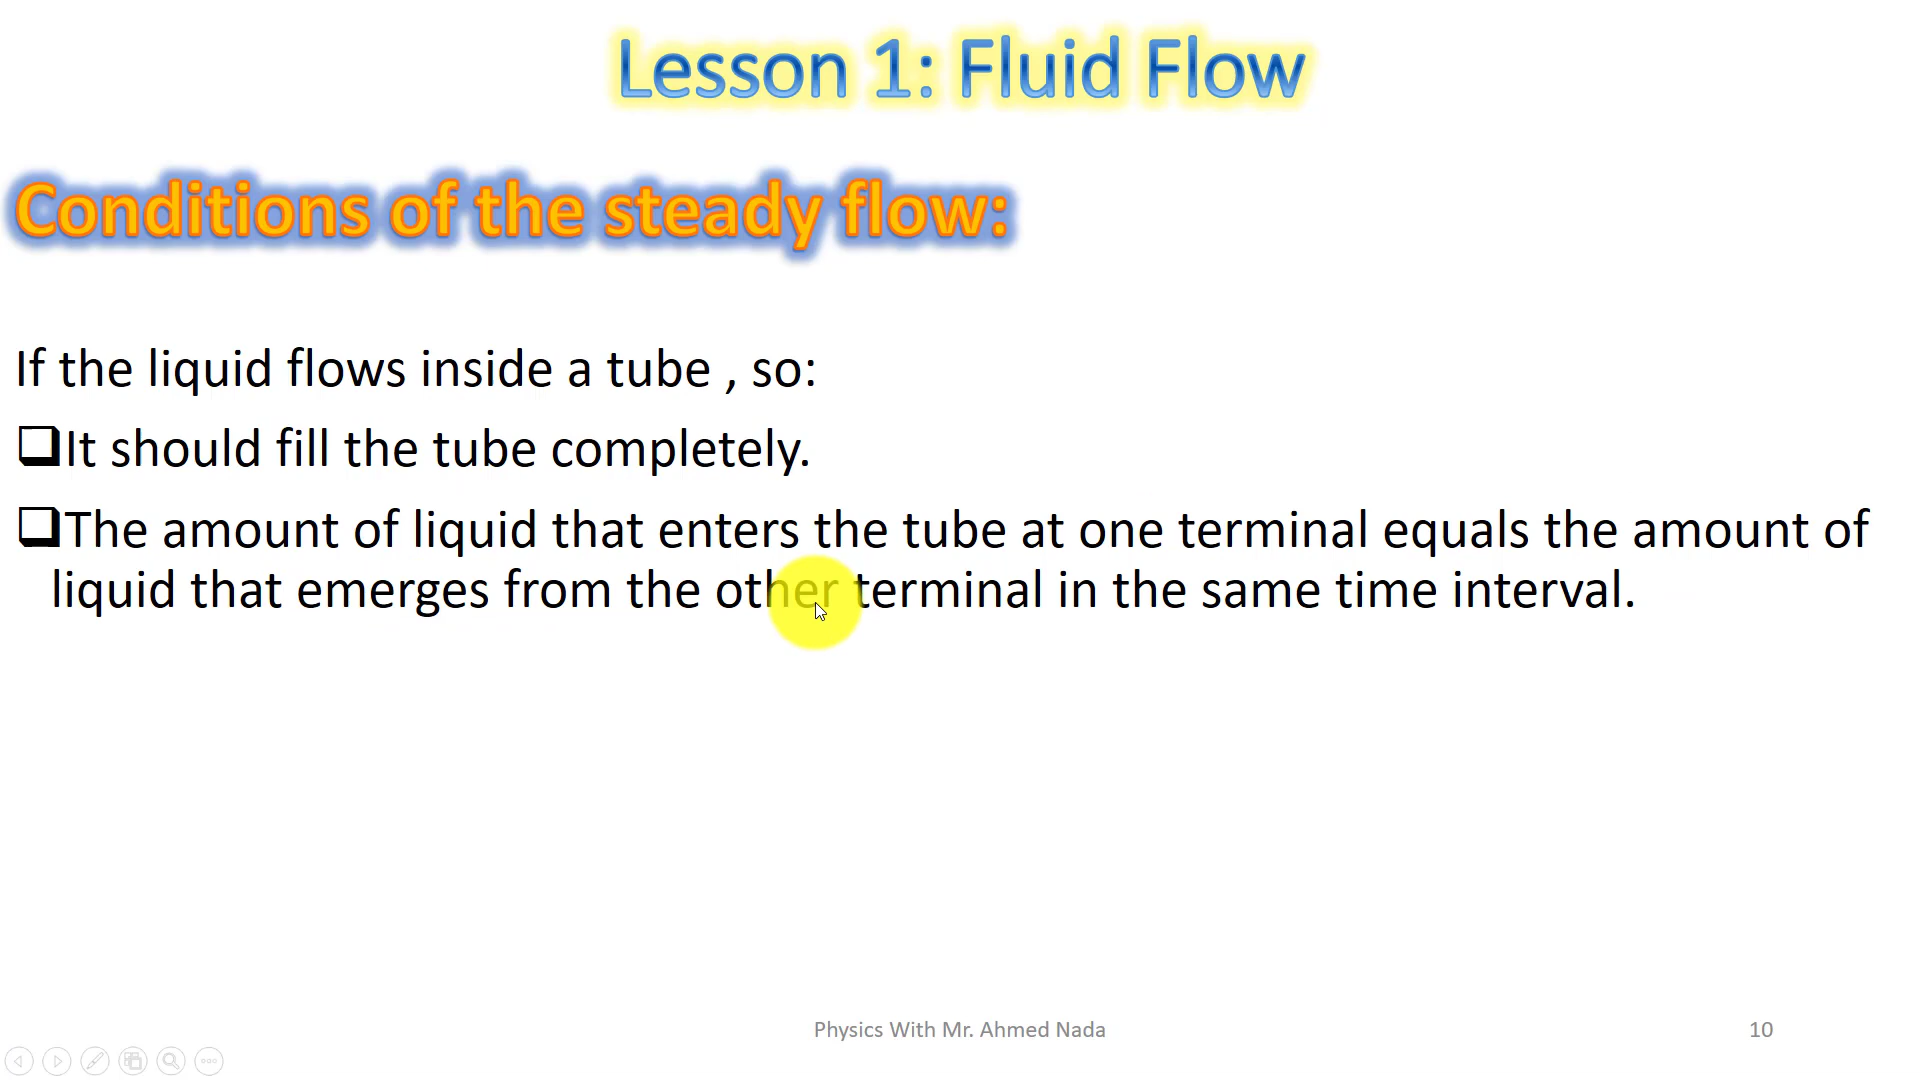 Lesson 1: Fluid Flow
Conditions of the steady flow:
If the liquid flows inside a tube , so:
❑It should fill the tube completely.
❑The amount of liquid that enters the tube at one terminal equals the amount of
liquid that emerges from the other terminal in the same time interval.
Physics With Mr. Ahmed Nada
10